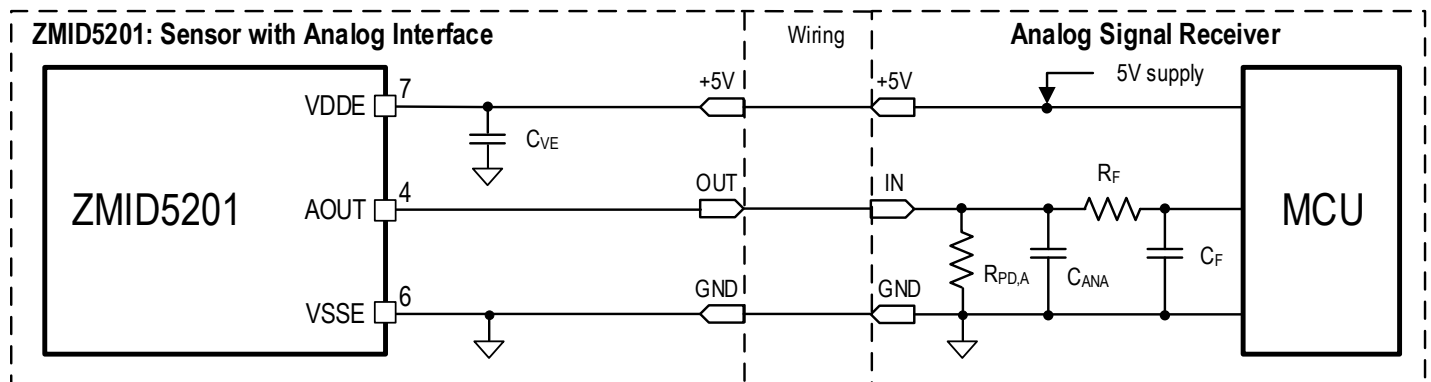 ZMID5201: Sensor with Analog Interface
Wiring
Analog Signal Receiver
7
VDDE
CVE
+5V
+5V
5V supply
ZMID5201
4
AOUT
OUT
IN
RF
MCU
RPD,A
CANA
CF
6
VSSE
GND
GND